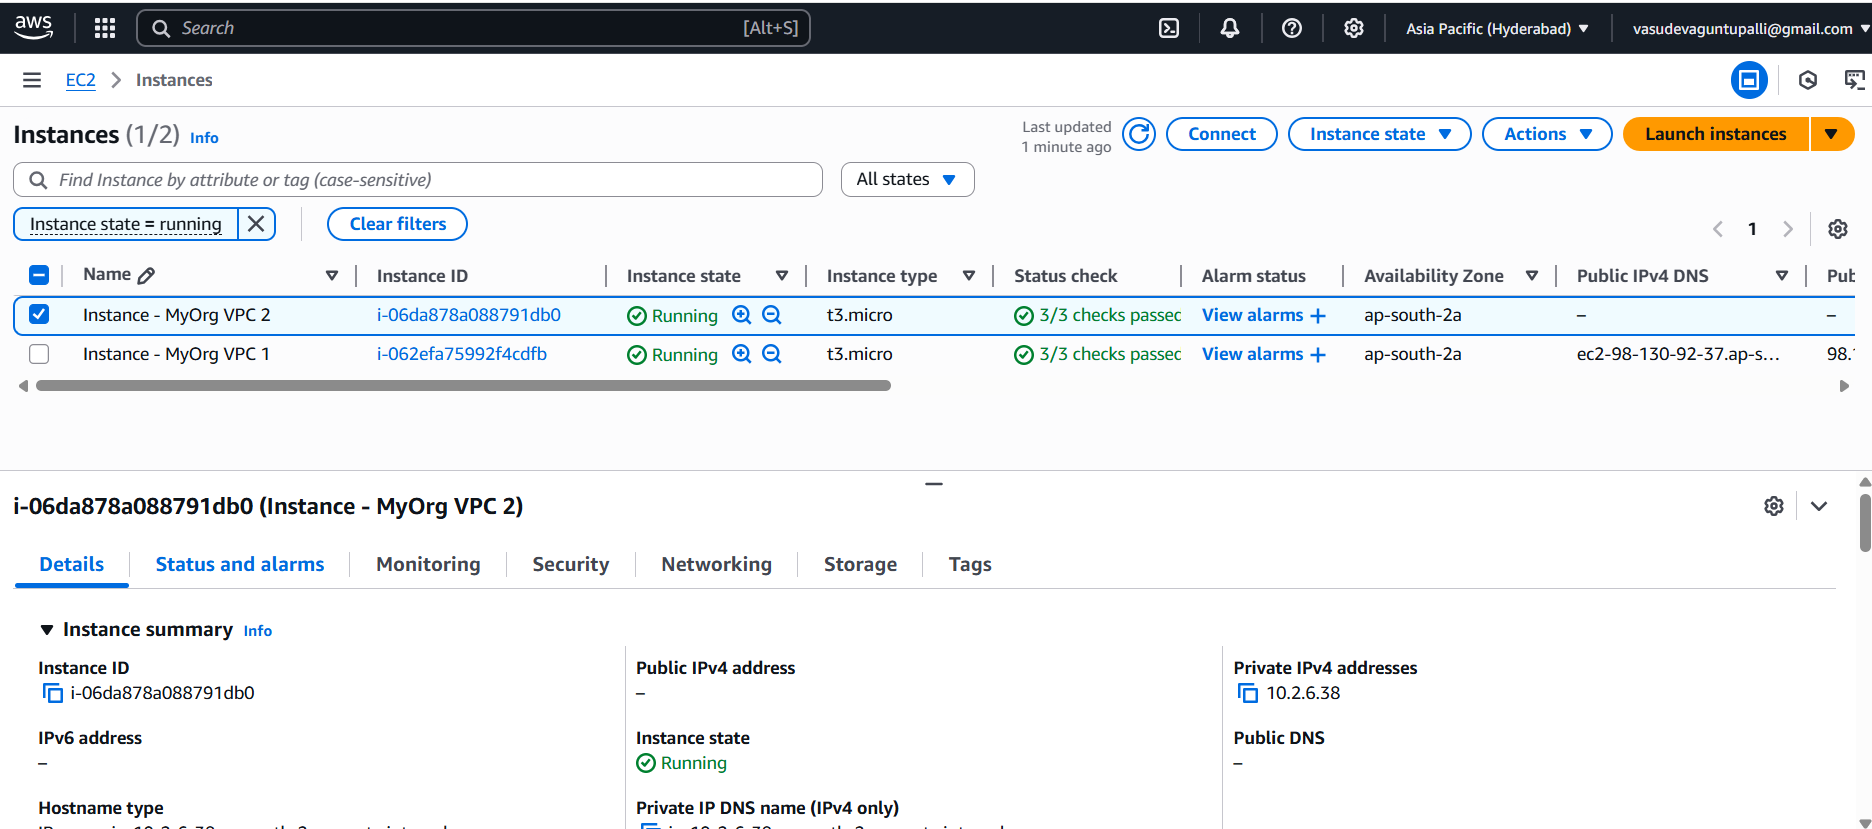 aws
Search [Alt+S]
Asia Pacific (Hyderabad)
vasudevaguntupalli@gmail.com
EC2 Instances
Instances (1/2) Info
Last updated
1 minute ago
Connect
Instance state
Actions
Launch instances
Find Instance by attribute or tag (case-sensitive)
All states
Instance state = running
Clear filters
1
Name Instance ID Instance state Instance type Status check Alarm status Availability Zone Public IPv4 DNS Pub
Instance - MyOrg VPC 2 i-06da878a088791db0 Running t3.micro 3/3 checks passed View alarms + ap-south-2a – –
Instance - MyOrg VPC 1 i-062efa75992f4cdfb Running t3.micro 3/3 checks passed View alarms + ap-south-2a ec2-98-130-92-37.ap-s... 98.
i-06da878a088791db0 (Instance - MyOrg VPC 2)
Details Status and alarms Monitoring Security Networking Storage Tags
Instance summary Info
Instance ID
i-06da878a088791db0
Public IPv4 address
–
Private IPv4 addresses
10.2.6.38
IPv6 address
–
Instance state
Running
Public DNS
–
Hostname type
Private IP DNS name (IPv4 only)